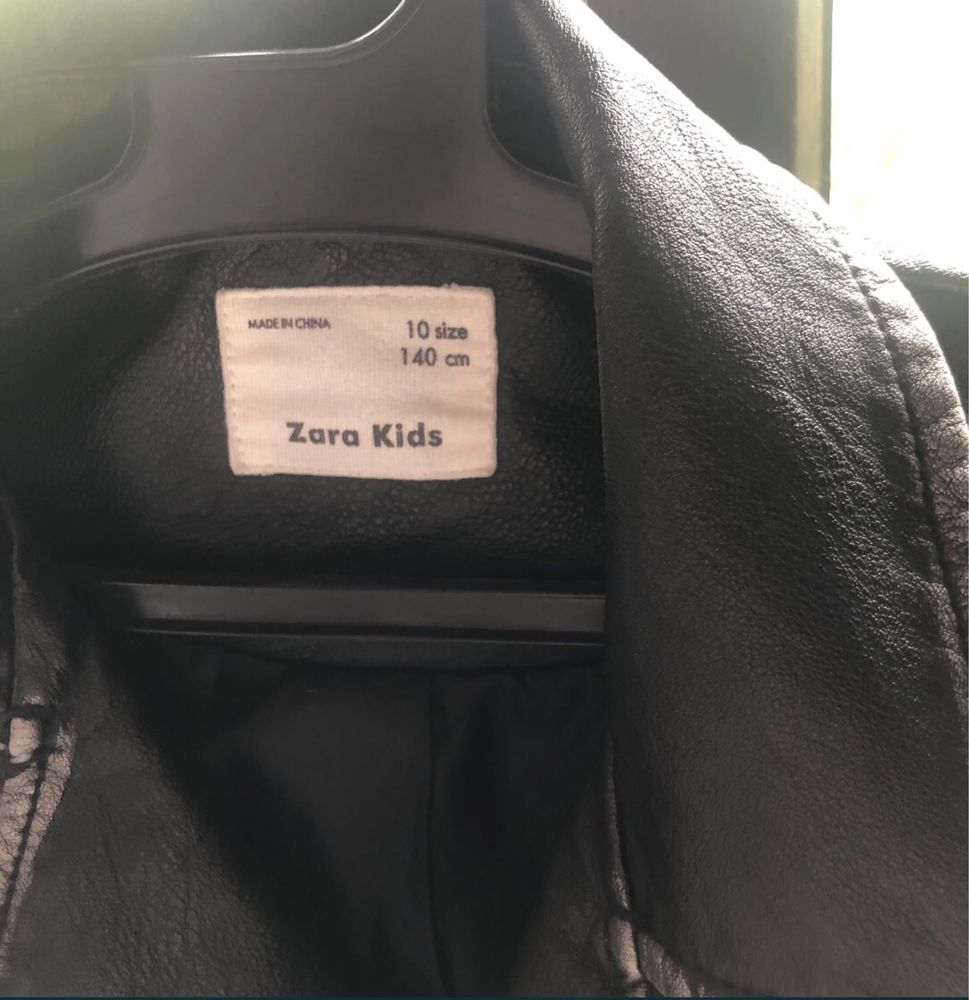 MADE IN CHINA
10 size
140 cm
Zara Kids